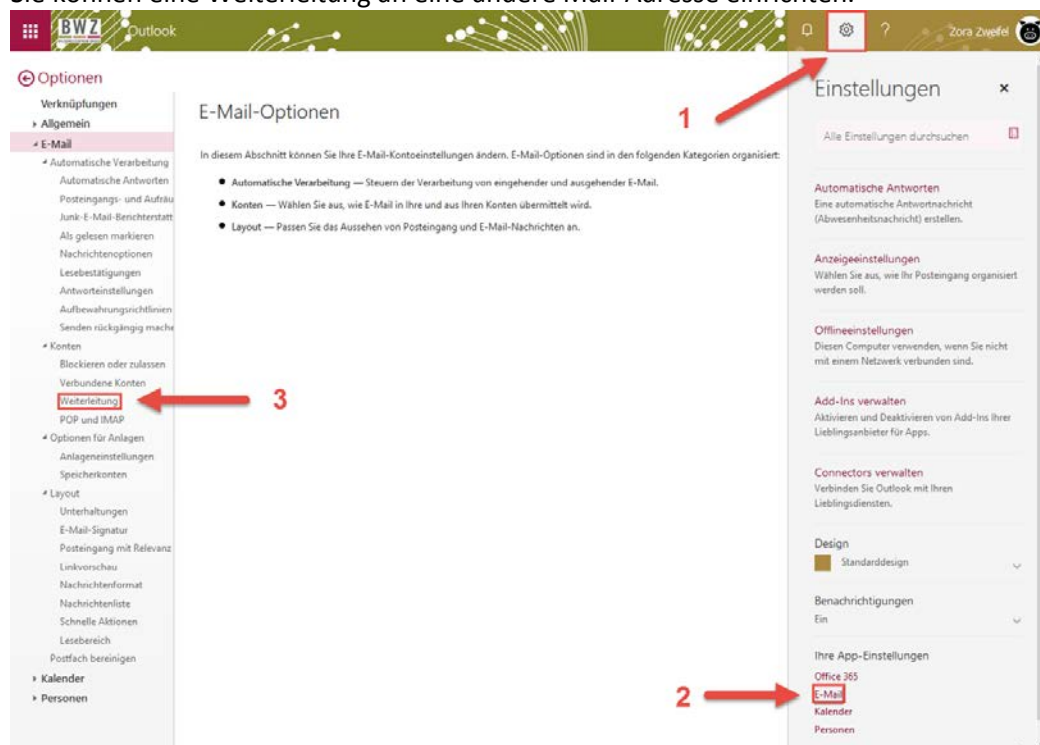 Sie können eine Weiterleitung an eine andere Mail-Adresse einrichten.
BWZ Outlook
? Zora Zweifel
Optionen
Verknüpfungen
Allgemein
E-Mail
Automatische Verarbeitung
Automatische Antworten
Posteingangs- und Aufräu
Junk-E-Mail-Berichterstatt
Als gelesen markieren
Nachrichtenoptionen
Lesebestätigungen
Antworteinstellungen
Aufbewahrungsrichtlinien
Senden rückgängig mache
Konten
Blockieren oder zulassen
Verbundene Konten
Weiterleitung
POP und IMAP
Optionen für Anlagen
Anlageneinstellungen
Speicherkonten
Layout
Unterhaltungen
E-Mail-Signatur
Posteingang mit Relevanz
Linkvorschau
Nachrichtenformat
Nachrichtenliste
Schnelle Aktionen
Lesebereich
Postfach bereinigen
Kalender
Personen
E-Mail-Optionen
In diesem Abschnitt können Sie Ihre E-Mail-Kontoeinstellungen ändern. E-Mail-Optionen sind in den folgenden Kategorien organisiert:
• Automatische Verarbeitung — Steuern der Verarbeitung von eingehender und ausgehender E-Mail.
• Konten — Wählen Sie aus, wie E-Mail in Ihre und aus Ihren Konten übermittelt wird.
• Layout — Passen Sie das Aussehen von Posteingang und E-Mail-Nachrichten an.
1
3
2
Einstellungen ×
Alle Einstellungen durchsuchen
Automatische Antworten
Eine automatische Antwortnachricht
(Abwesenheitsnachricht) erstellen.
Anzeigeeinstellungen
Wählen Sie aus, wie Ihr Posteingang organisiert
werden soll.
Offlineeinstellungen
Diesen Computer verwenden, wenn Sie nicht
mit einem Netzwerk verbunden sind.
Add-Ins verwalten
Aktivieren und Deaktivieren von Add-Ins Ihrer
Lieblingsanbieter für Apps.
Connectors verwalten
Verbinden Sie Outlook mit Ihren
Lieblingsdiensten.
Design
Standarddesign
Benachrichtigungen
Ein
Ihre App-Einstellungen
Office 365
E-Mail
Kalender
Personen